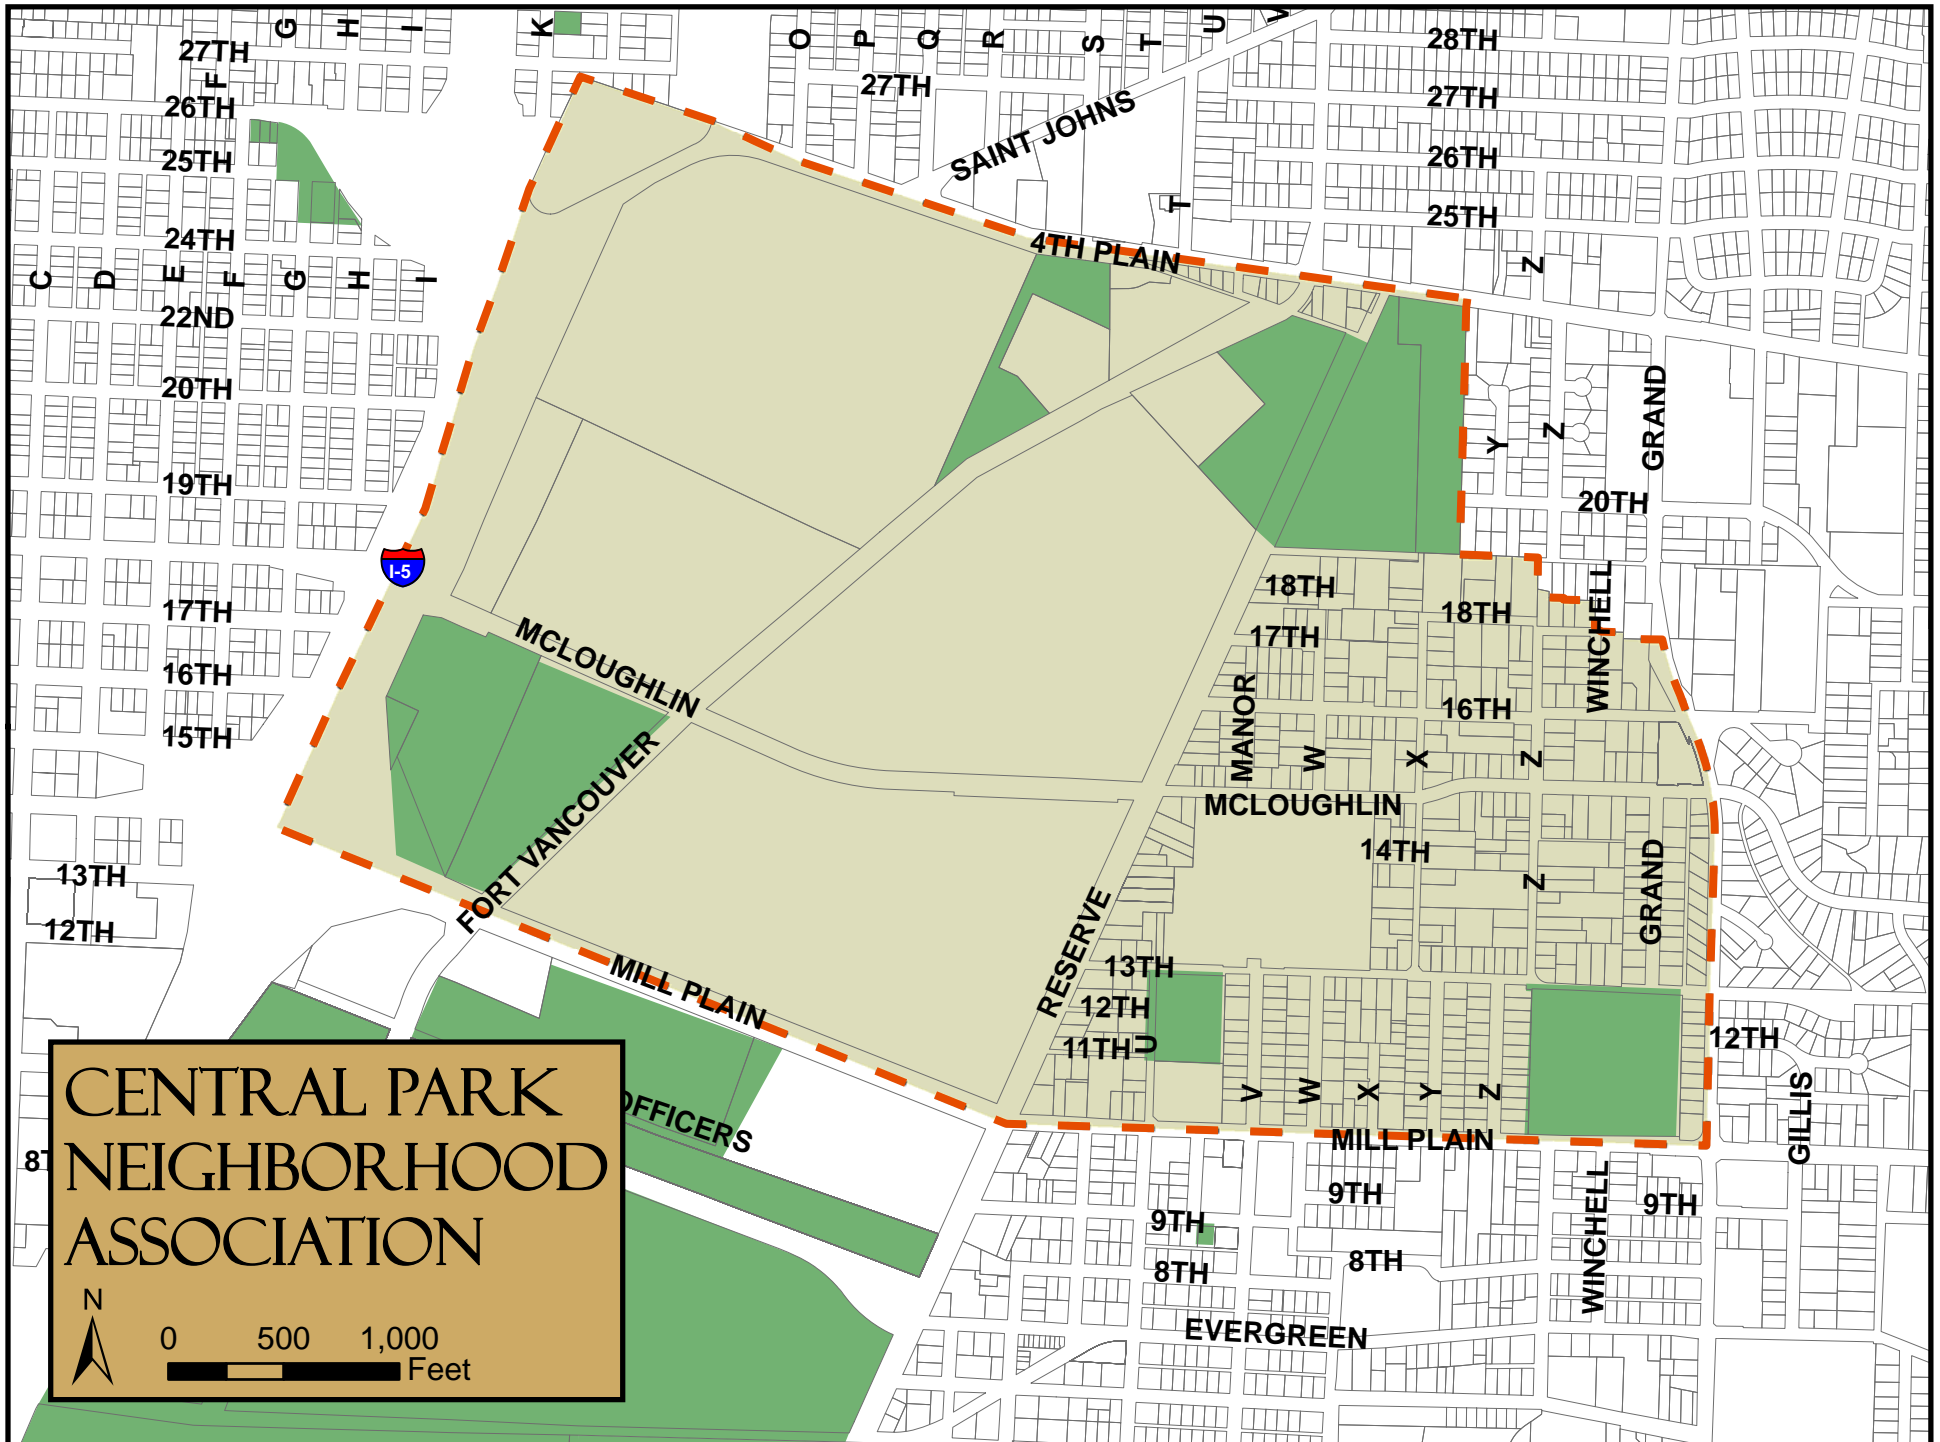 G
H
I
K
O
P
Q
R
S
T
U
V
28TH
27TH
F
26TH
27TH
27TH
SAINT JOHNS
25TH
26TH
T
25TH
24TH
4TH PLAIN
Z
C
D
E
F
G
H
I
22ND
20TH
GRAND
Y
Z
19TH
20TH
I-5
18TH
18TH
WINCHELL
17TH
17TH
MCLOUGHLIN
16TH
MANOR
16TH
15TH
FORT VANCOUVER
W
X
Z
MCLOUGHLIN
14TH
13TH
Z
GRAND
12TH
RESERVE
13TH
MILL PLAIN
12TH
11TH
U
12TH
V
W
X
Y
Z
GILLIS
OFFICERS
MILL PLAIN
8T
9TH
WINCHELL
9TH
9TH
8TH
8TH
EVERGREEN
CENTRAL PARK
NEIGHBORHOOD
ASSOCIATION
N
0 500 1,000
Feet